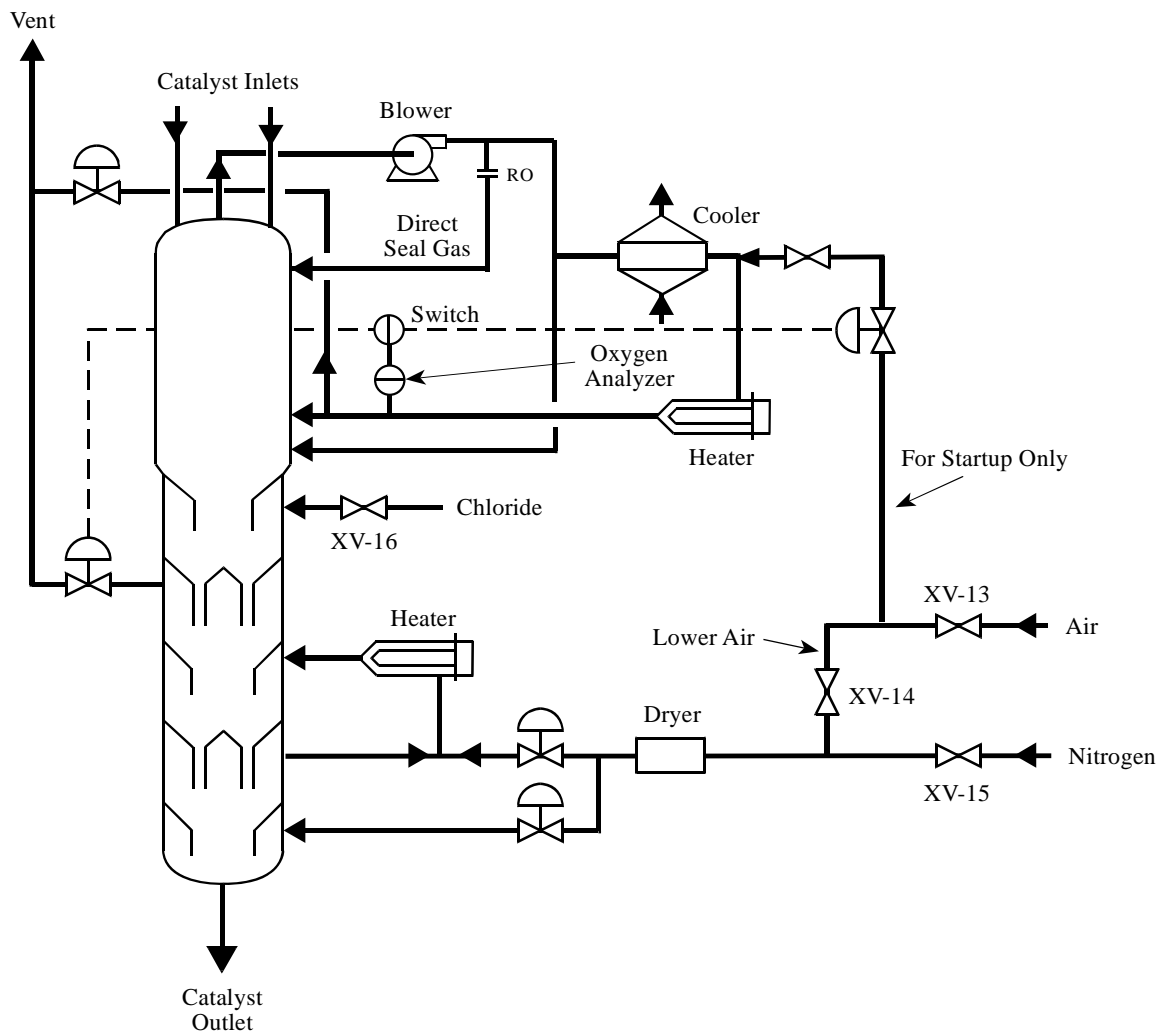 Vent
Catalyst Inlets
Blower
RO
Direct
Seal Gas
Cooler
Switch
Oxygen
Analyzer
Heater
For Startup Only
Chloride
XV-16
XV-13
Heater
Lower Air
Air
XV-14
Dryer
Nitrogen
XV-15
Catalyst
Outlet